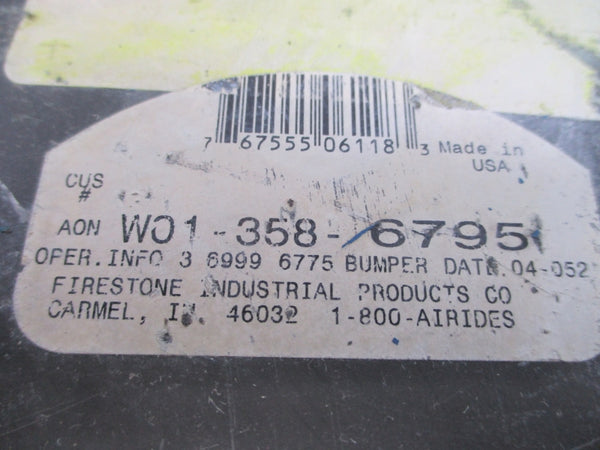 7 67555 06118 3 Made in
USA
CUS
#
AON W01-358-6795
OPER.INFO 3 6999 6775 BUMPER DATE 04-052
FIRESTONE INDUSTRIAL PRODUCTS CO
CARMEL, IN. 46032 1-800-AIRIDES